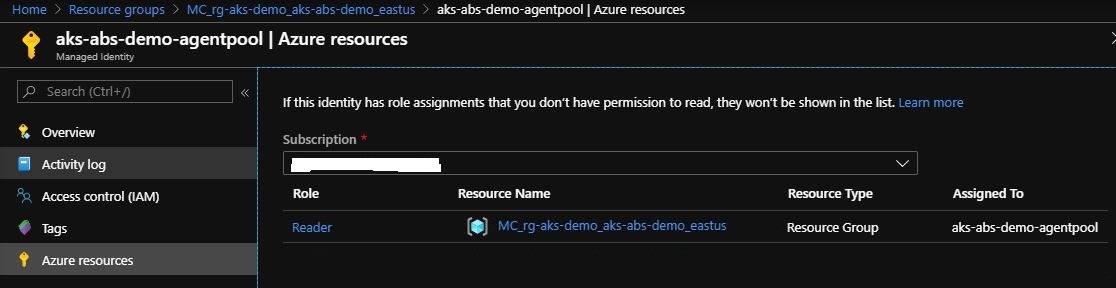 Home > Resource groups > MC_rg-aks-demo_aks-abs-demo_eastus > aks-abs-demo-agentpool | Azure resources
aks-abs-demo-agentpool | Azure resources
Managed Identity
Search (Ctrl+/)
«
Overview
Activity log
Access control (IAM)
Tags
Azure resources
If this identity has role assignments that you don’t have permission to read, they won’t be shown in the list. Learn more
Subscription *
Role Resource Name Resource Type Assigned To
Reader MC_rg-aks-demo_aks-abs-demo_eastus Resource Group aks-abs-demo-agentpool